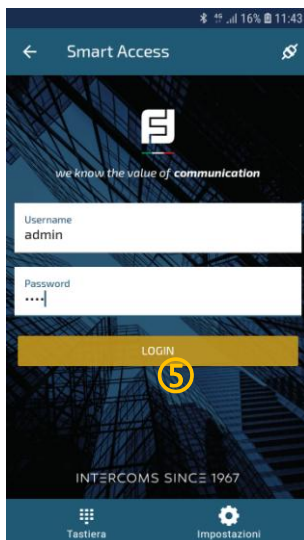 16% 11:43
Smart Access
we know the value of communication
Username
admin
Password
••••
LOGIN
5
INTERCOMS SINCE 1967
Tastiera
Impostazioni